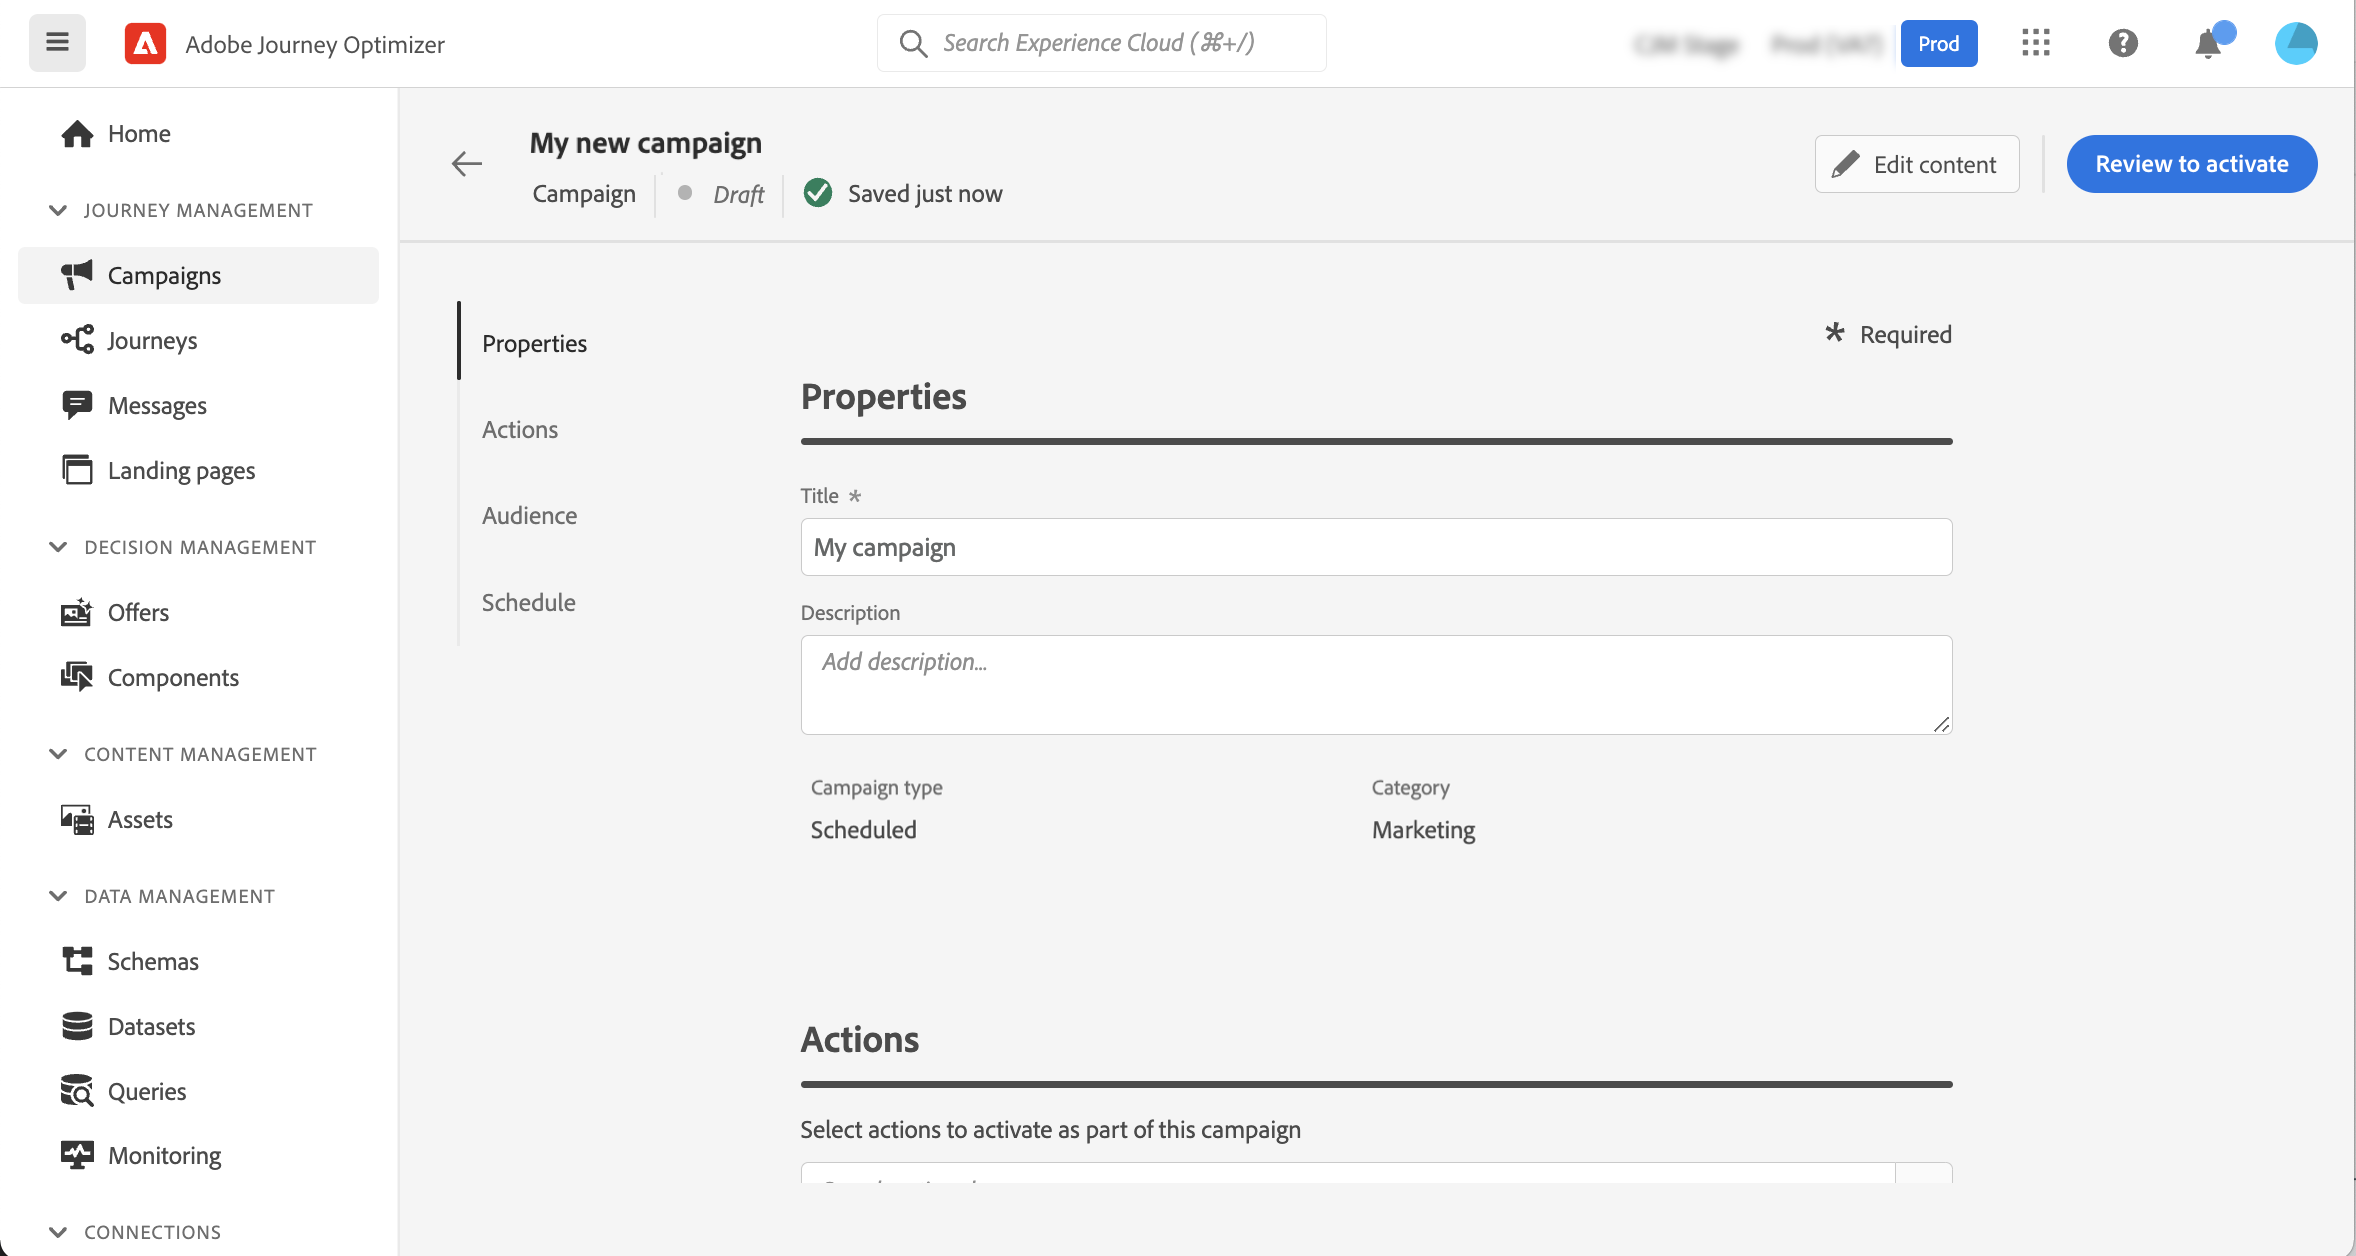 Adobe Journey Optimizer
Search Experience Cloud (⌘+/)
Prod
Home
JOURNEY MANAGEMENT
Campaigns
Journeys
Messages
Landing pages
DECISION MANAGEMENT
Offers
Components
CONTENT MANAGEMENT
Assets
DATA MANAGEMENT
Schemas
Datasets
Queries
Monitoring
CONNECTIONS
My new campaign
Campaign Draft Saved just now
Edit content
Review to activate
Properties
Actions
Audience
Schedule
* Required
Properties
Title *
My campaign
Description
Add description...
Campaign type Category
Scheduled Marketing
Actions
Select actions to activate as part of this campaign